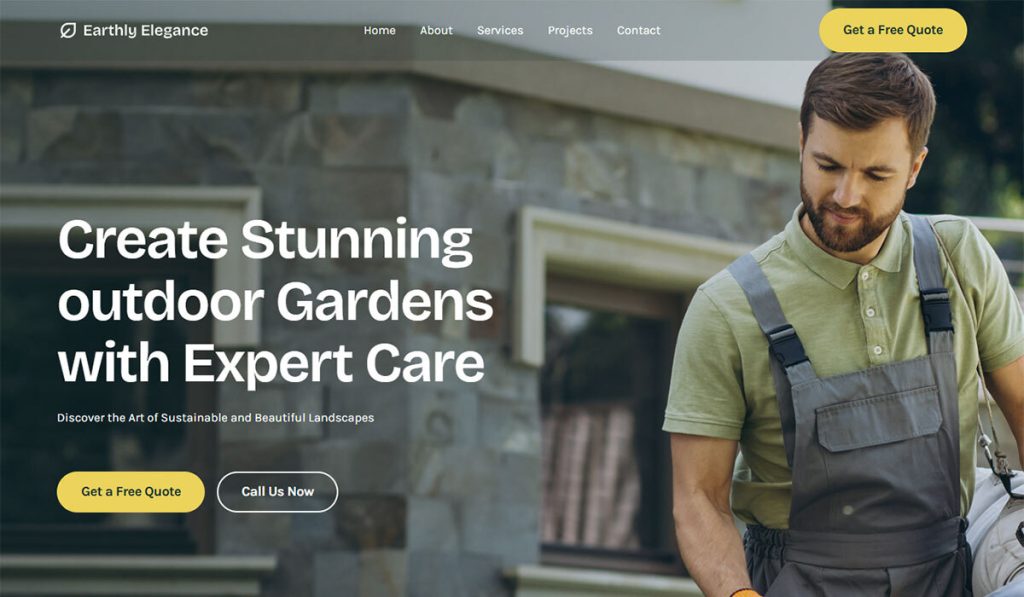 Earthly Elegance
Home About Services Projects Contact
Get a Free Quote
Create Stunning
outdoor Gardens
with Expert Care
Discover the Art of Sustainable and Beautiful Landscapes
Get a Free Quote
Call Us Now